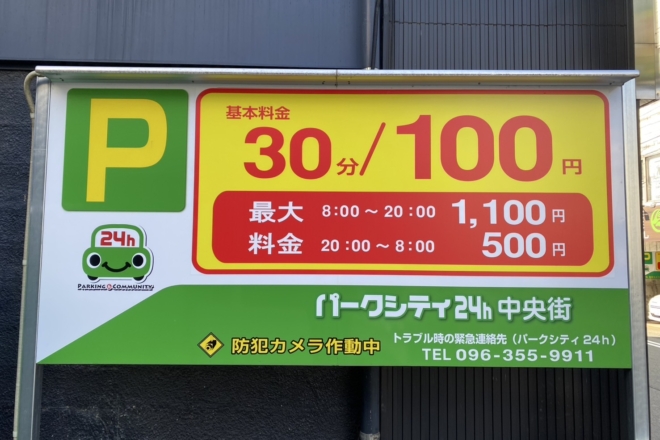 P
基本料金
30分/100円
最大 8:00～20:00 1,100円
料金 20:00～8:00 500円
24h
PARKING COMMUNITY
パークシティ24h 中央街
防犯カメラ作動中
トラブル時の緊急連絡先（パークシティ24h）
TEL 096-355-9911